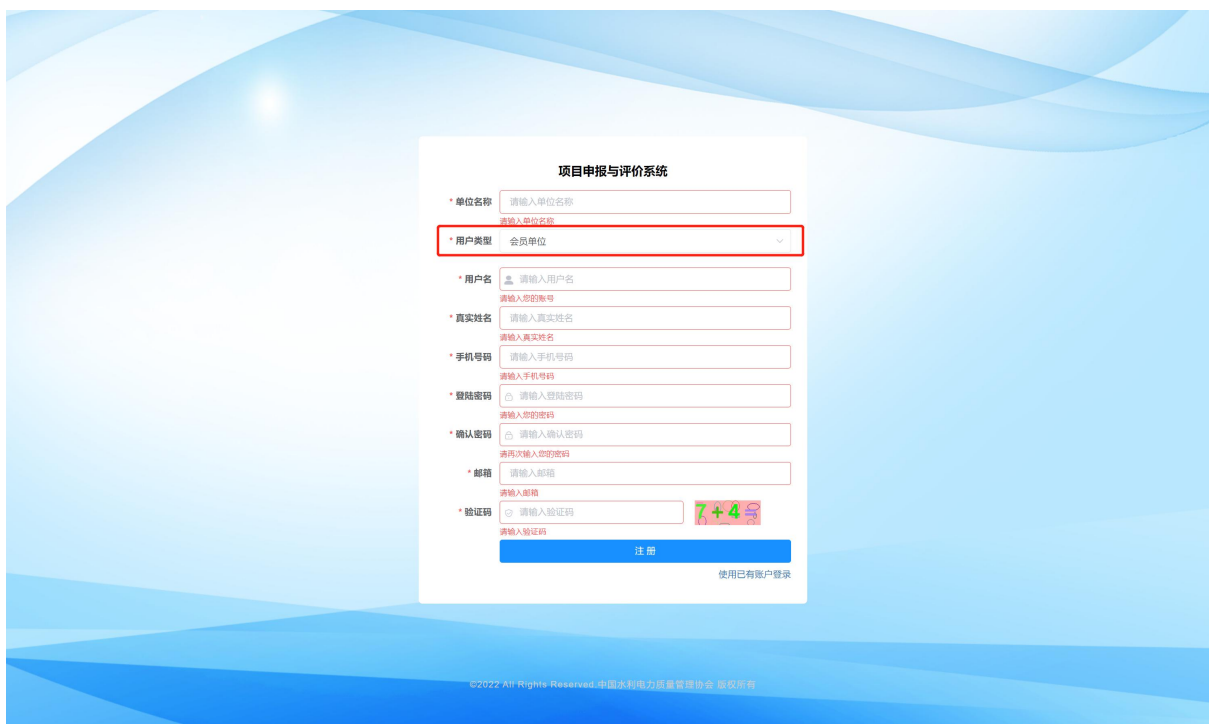 项目申报与评价系统
* 单位名称 请输入单位名称
请输入单位名称
* 用户类型 会员单位
* 用户名 请输入用户名
请输入您的账号
* 真实姓名 请输入真实姓名
请输入真实姓名
* 手机号码 请输入手机号码
请输入手机号码
* 登陆密码 请输入登陆密码
请输入您的密码
* 确认密码 请输入确认密码
请再次输入您的密码
* 邮箱 请输入邮箱
请输入邮箱
* 验证码 请输入验证码 7+4=?
请输入验证码
注 册
使用已有账户登录
©2022 All Rights Reserved.中国水利电力质量管理协会 版权所有